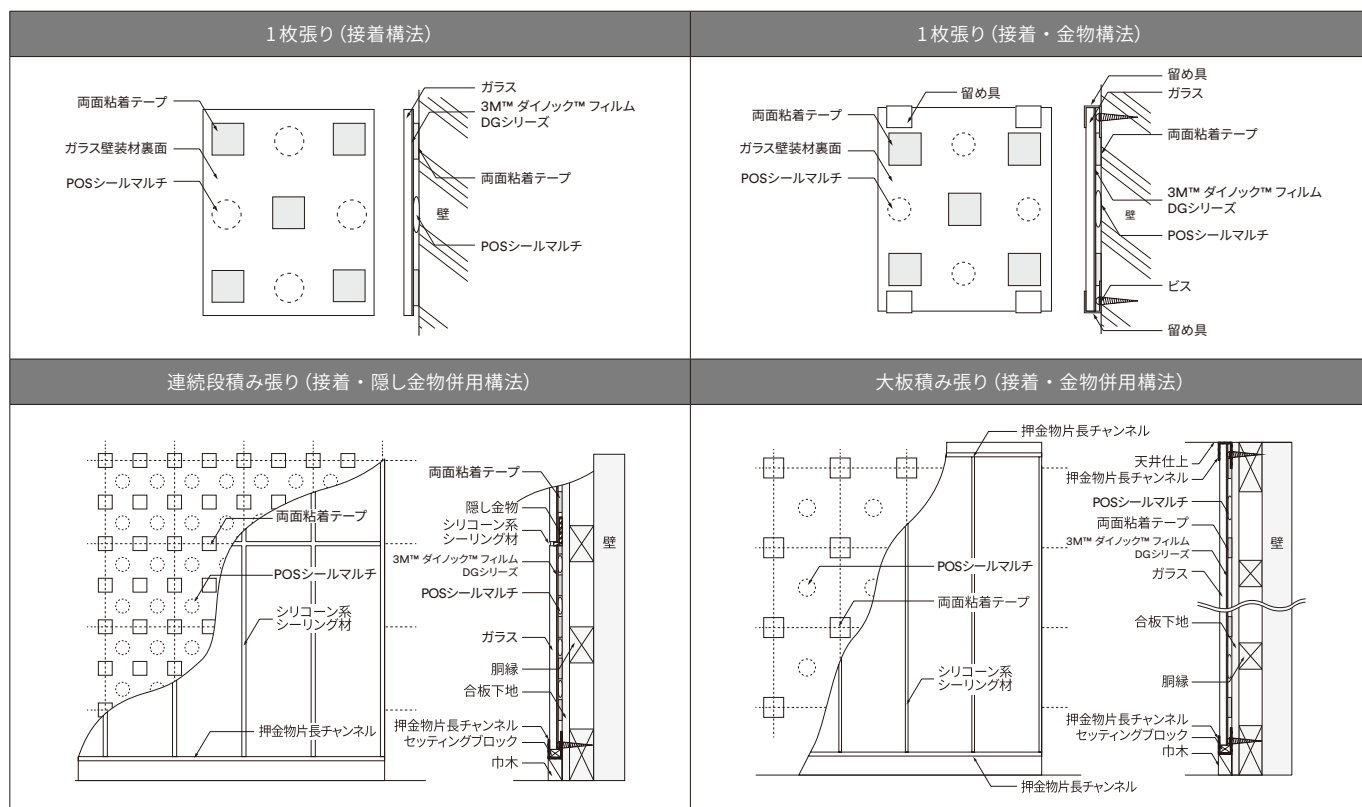 1枚張り（接着構法）
両面粘着テープ
ガラス壁装材裏面
POSシールマルチ
ガラス
3M™ ダイノック™ フィルム
DGシリーズ
両面粘着テープ
壁
POSシールマルチ
1枚張り（接着・金物構法）
留め具
両面粘着テープ
ガラス壁装材裏面
POSシールマルチ
留め具
ガラス
両面粘着テープ
3M™ ダイノック™ フィルム
DGシリーズ
壁
POSシールマルチ
ビス
留め具
連続段積み張り（接着・隠し金物併用構法）
両面粘着テープ
POSシールマルチ
シリコーン系
シーリング材
押金物片長チャンネル
両面粘着テープ
隠し金物
シリコーン系
シーリング材
3M™ ダイノック™ フィルム
DGシリーズ
POSシールマルチ
ガラス
胴縁
合板下地
押金物片長チャンネル
セッティングブロック
巾木
壁
大板積み張り（接着・金物併用構法）
押金物片長チャンネル
POSシールマルチ
両面粘着テープ
シリコーン系
シーリング材
押金物片長チャンネル
天井仕上
押金物片長チャンネル
POSシールマルチ
両面粘着テープ
3M™ ダイノック™ フィルム
DGシリーズ
ガラス
合板下地
胴縁
押金物片長チャンネル
セッティングブロック
巾木
壁